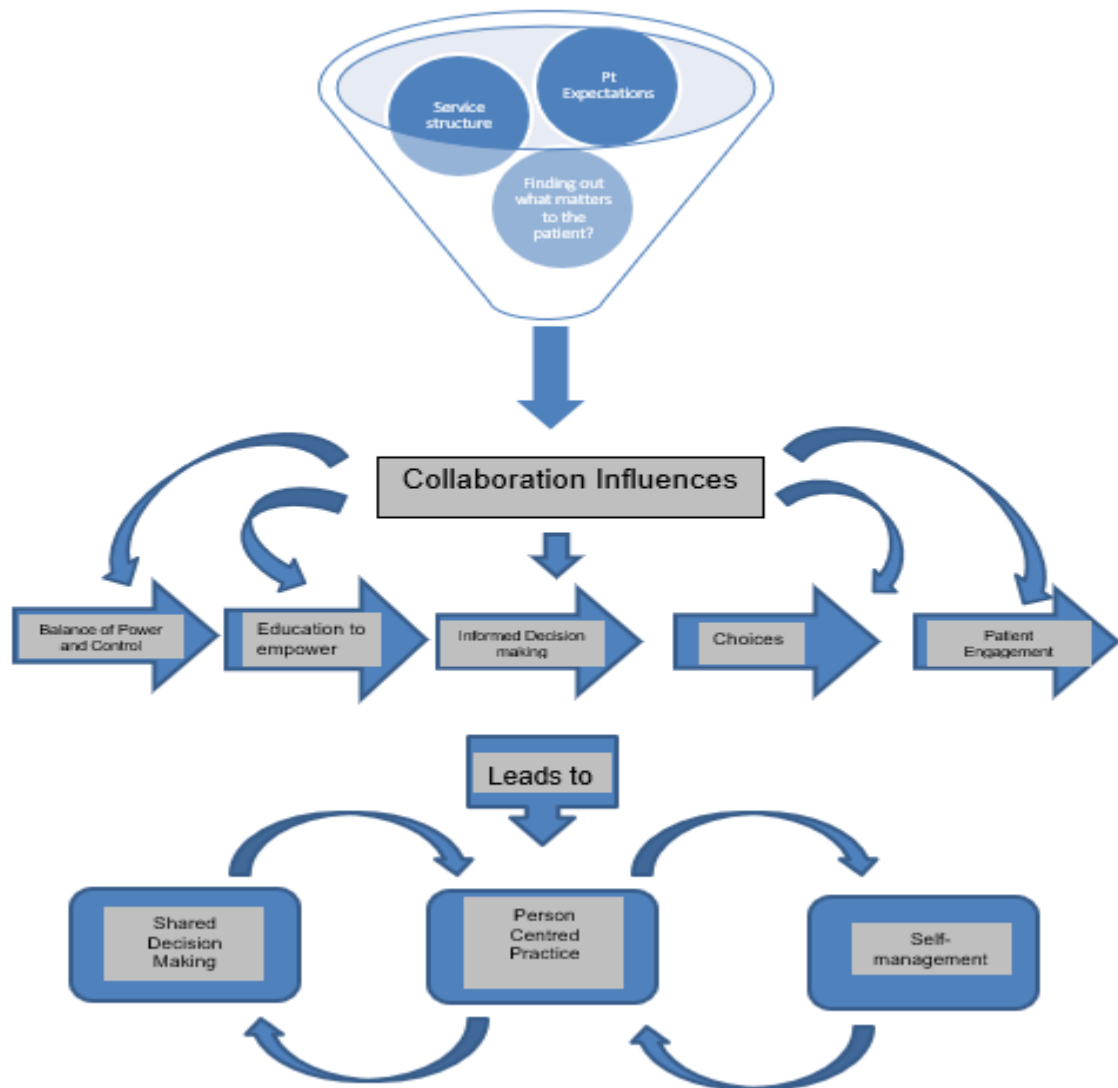 Pt
Expectations
Service
structure
Finding out
what matters
to the
patient?
Collaboration Influences
Balance of Power
and Control
Education to
empower
Informed Decision
making
Choices
Patient
Engagement
Leads to
Shared
Decision
Making
Person
Centred
Practice
Self-
management